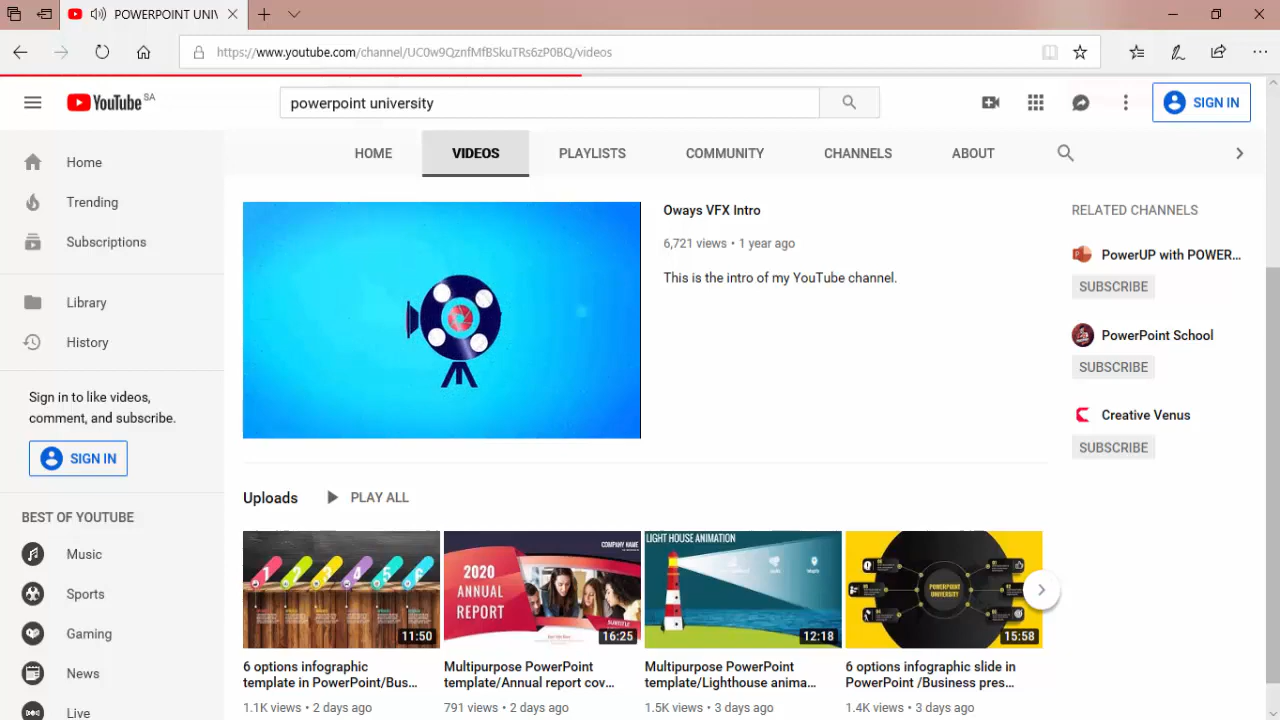 POWERPOINT UNIV
https://www.youtube.com/channel/UC0w9QznfMfBSkuTRs6zP0BQ/videos
YouTube SA
powerpoint university
SIGN IN
HOME
VIDEOS
PLAYLISTS
COMMUNITY
CHANNELS
ABOUT
Home
Trending
Subscriptions
Library
History
Sign in to like videos,
comment, and subscribe.
SIGN IN
BEST OF YOUTUBE
Music
Sports
Gaming
News
Live
Oways VFX Intro
6,721 views • 1 year ago
This is the intro of my YouTube channel.
RELATED CHANNELS
PowerUP with POWER...
SUBSCRIBE
PowerPoint School
SUBSCRIBE
Creative Venus
SUBSCRIBE
Uploads
PLAY ALL
1 2 3 4 5 6
11:50
6 options infographic
template in PowerPoint/Bus...
1.1K views • 2 days ago
COMPANY NAME
2020
ANNUAL
REPORT
SUBTITLE
16:25
Multipurpose PowerPoint
template/Annual report cov...
791 views • 2 days ago
LIGHT HOUSE ANIMATION
12:18
Multipurpose PowerPoint
template/Lighthouse anima...
1.5K views • 3 days ago
POWERPOINT
UNIVERSITY
15:58
6 options infographic slide in
PowerPoint /Business pres...
1.4K views • 3 days ago